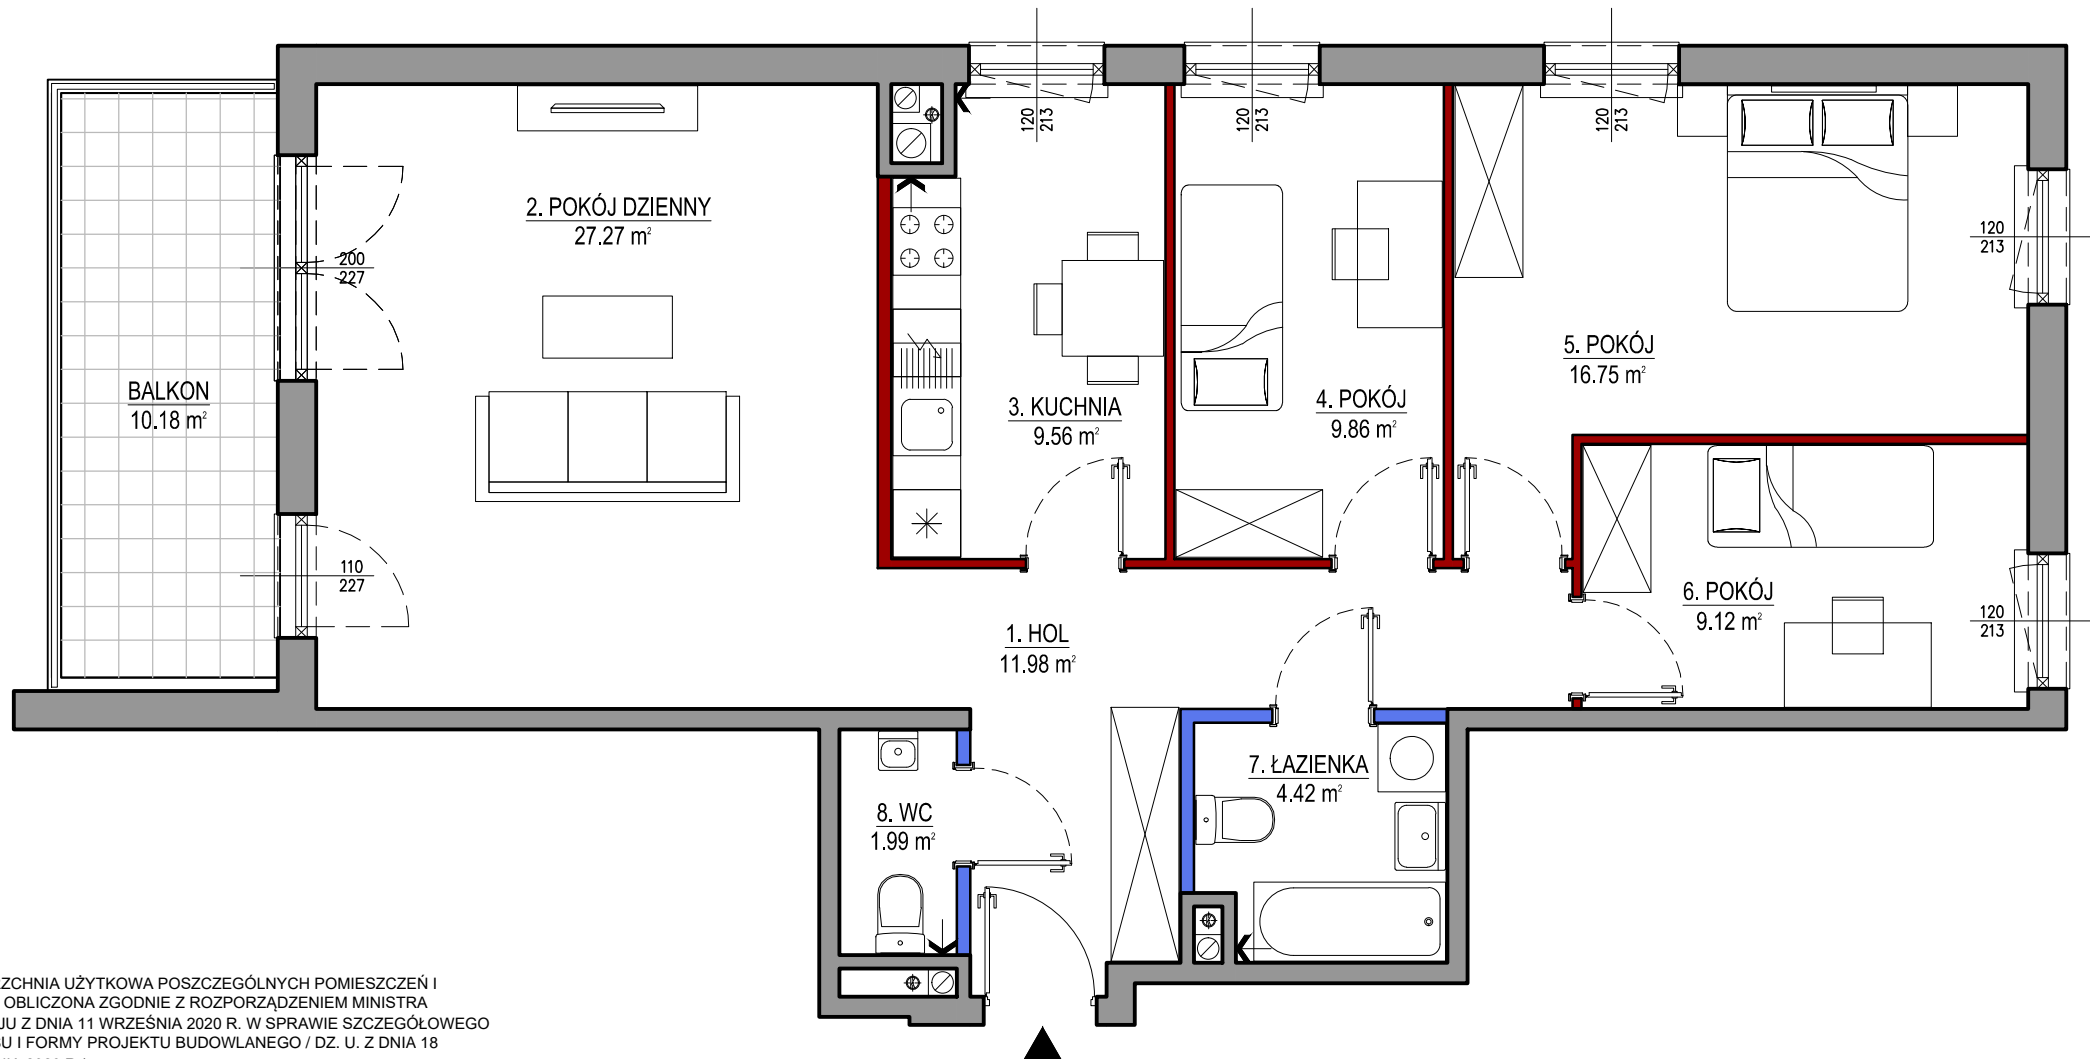 120
213
120
213
120
213
2. POKÓJ DZIENNY
27.27 m²
200
227
120
213
BALKON
10.18 m²
3. KUCHNIA
9.56 m²
4. POKÓJ
9.86 m²
5. POKÓJ
16.75 m²
110
227
1. HOL
11.98 m²
6. POKÓJ
9.12 m²
120
213
7. ŁAZIENKA
4.42 m²
8. WC
1.99 m²
UŻYTKOWA POSZCZEGÓLNYCH POMIESZCZEŃ I
OBLICZONA ZGODNIE Z ROZPORZĄDZENIEM MINISTRA
Z DNIA 11 WRZEŚNIA 2020 R. W SPRAWIE SZCZEGÓŁOWEGO
I FORMY PROJEKTU BUDOWLANEGO / DZ. U. Z DNIA 18